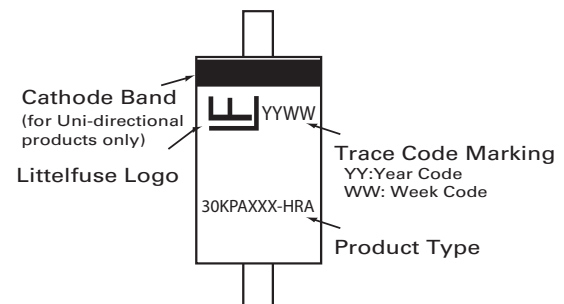 Cathode Band
(for Uni-directional
products only)
Littelfuse Logo
YYWW
Trace Code Marking
YY:Year Code
WW: Week Code
30KPAXXX-HRA
Product Type